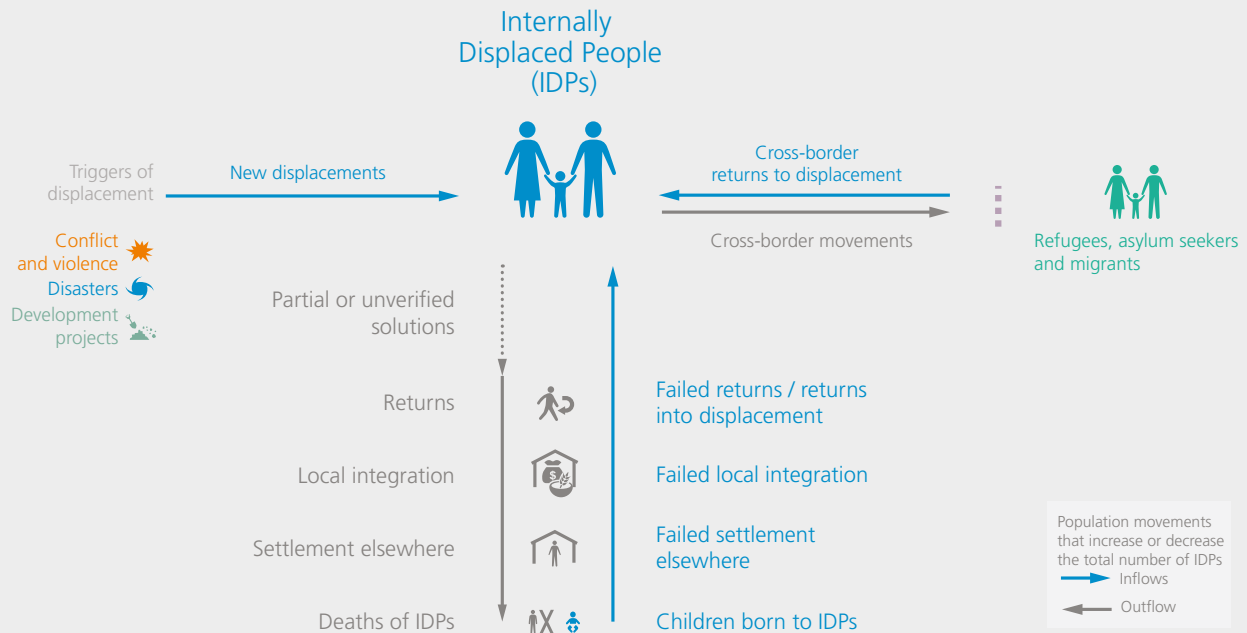 Internally
Displaced People
(IDPs)
Triggers of
displacement
New displacements
Cross-border
returns to displacement
Cross-border movements
Conflict
and violence
Disasters
Development
projects
Refugees, asylum seekers
and migrants
Partial or unverified
solutions
Returns
Failed returns / returns
into displacement
Local integration
$
Failed local integration
Settlement elsewhere
Failed settlement
elsewhere
Deaths of IDPs
Children born to IDPs
Population movements
that increase or decrease
the total number of IDPs
Inflows
Outflow